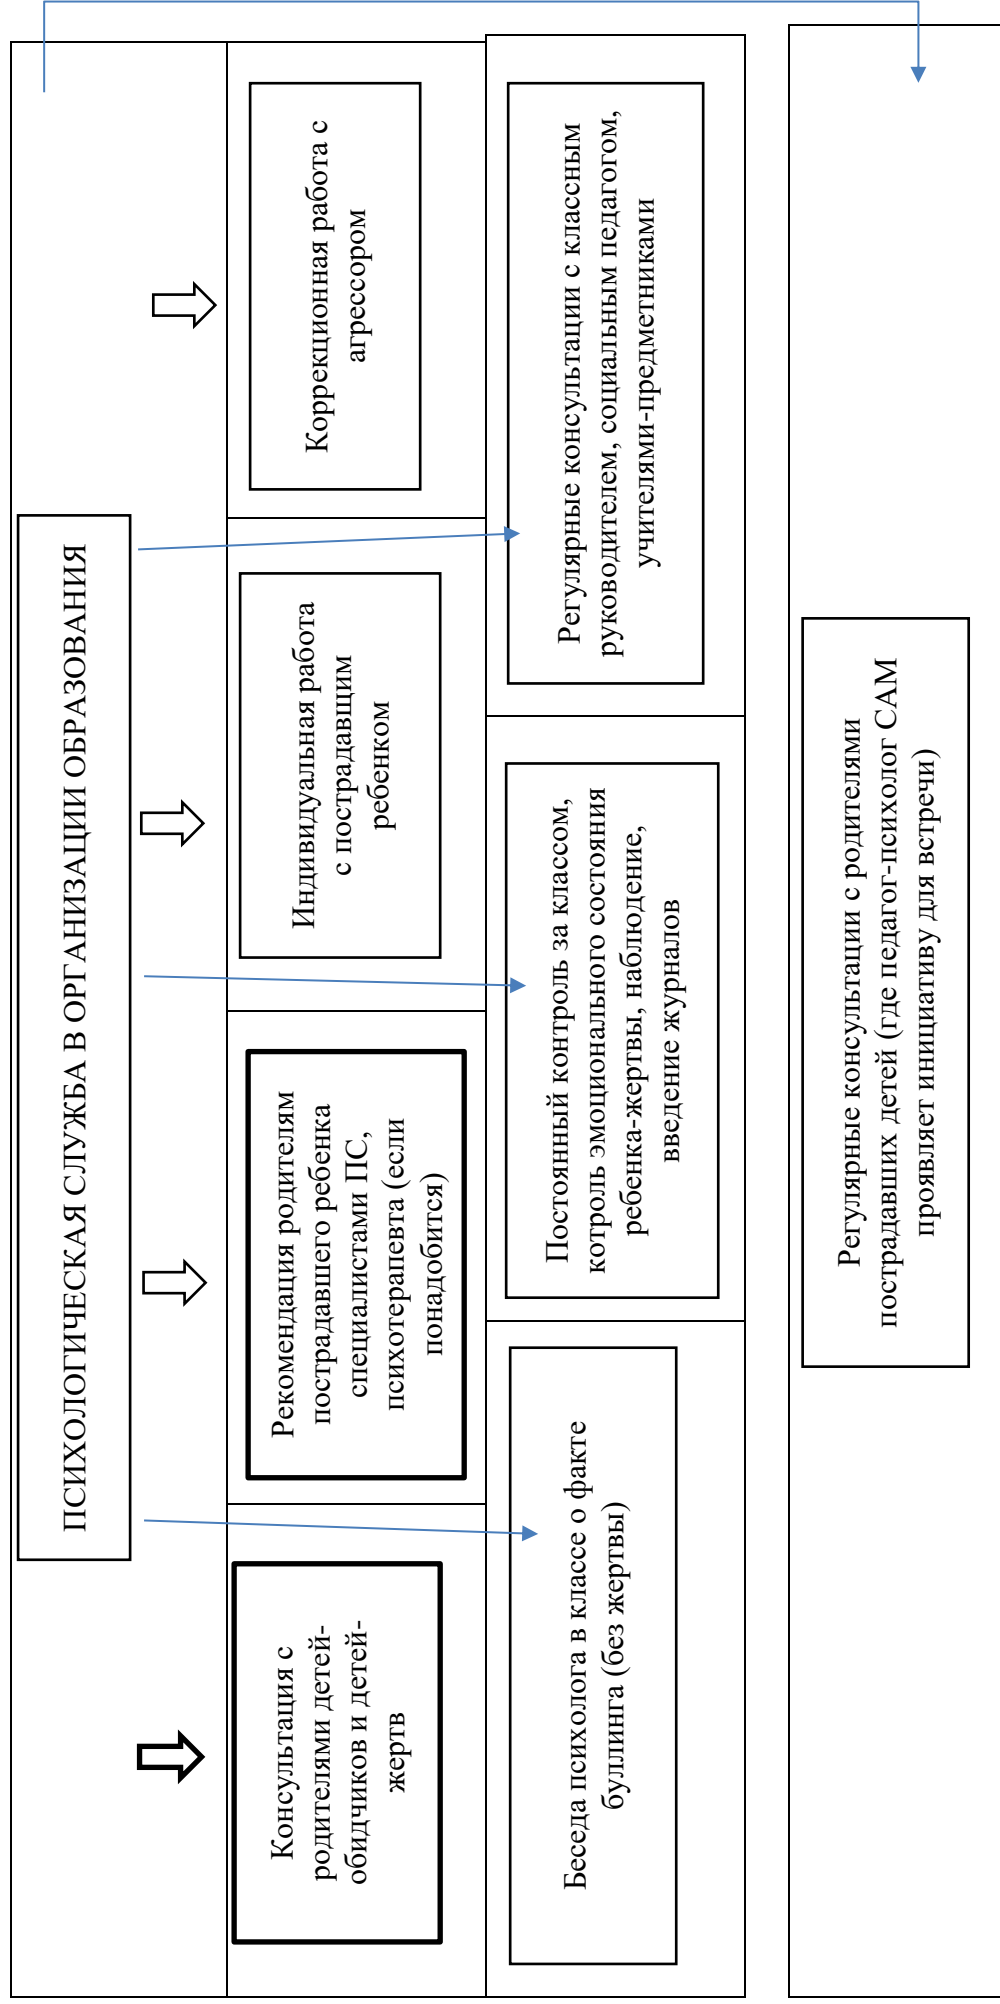 ПСИХОЛОГИЧЕСКАЯ СЛУЖБА В ОРГАНИЗАЦИИ ОБРАЗОВАНИЯ
Консультация с
родителями детей-
обидчиков и детей-
жертв
Рекомендация родителям
пострадавшего ребенка
специалистами ПС,
психотерапевта (если
понадобится)
Индивидуальная работа
с пострадавщим
ребенком
Коррекционная работа с
агрессором
Беседа психолога в классе о факте
буллинга (без жертвы)
Постоянный контроль за классом,
котроль эмоционального состояния
ребенка-жертвы, наблюдение,
введение журналов
Регулярные консультации с классным
руководителем, социальным педагогом,
учителями-предметниками
Регулярные консультации с родителями
пострадавших детей (где педагог-психолог САМ
проявляет инициативу для встречи)